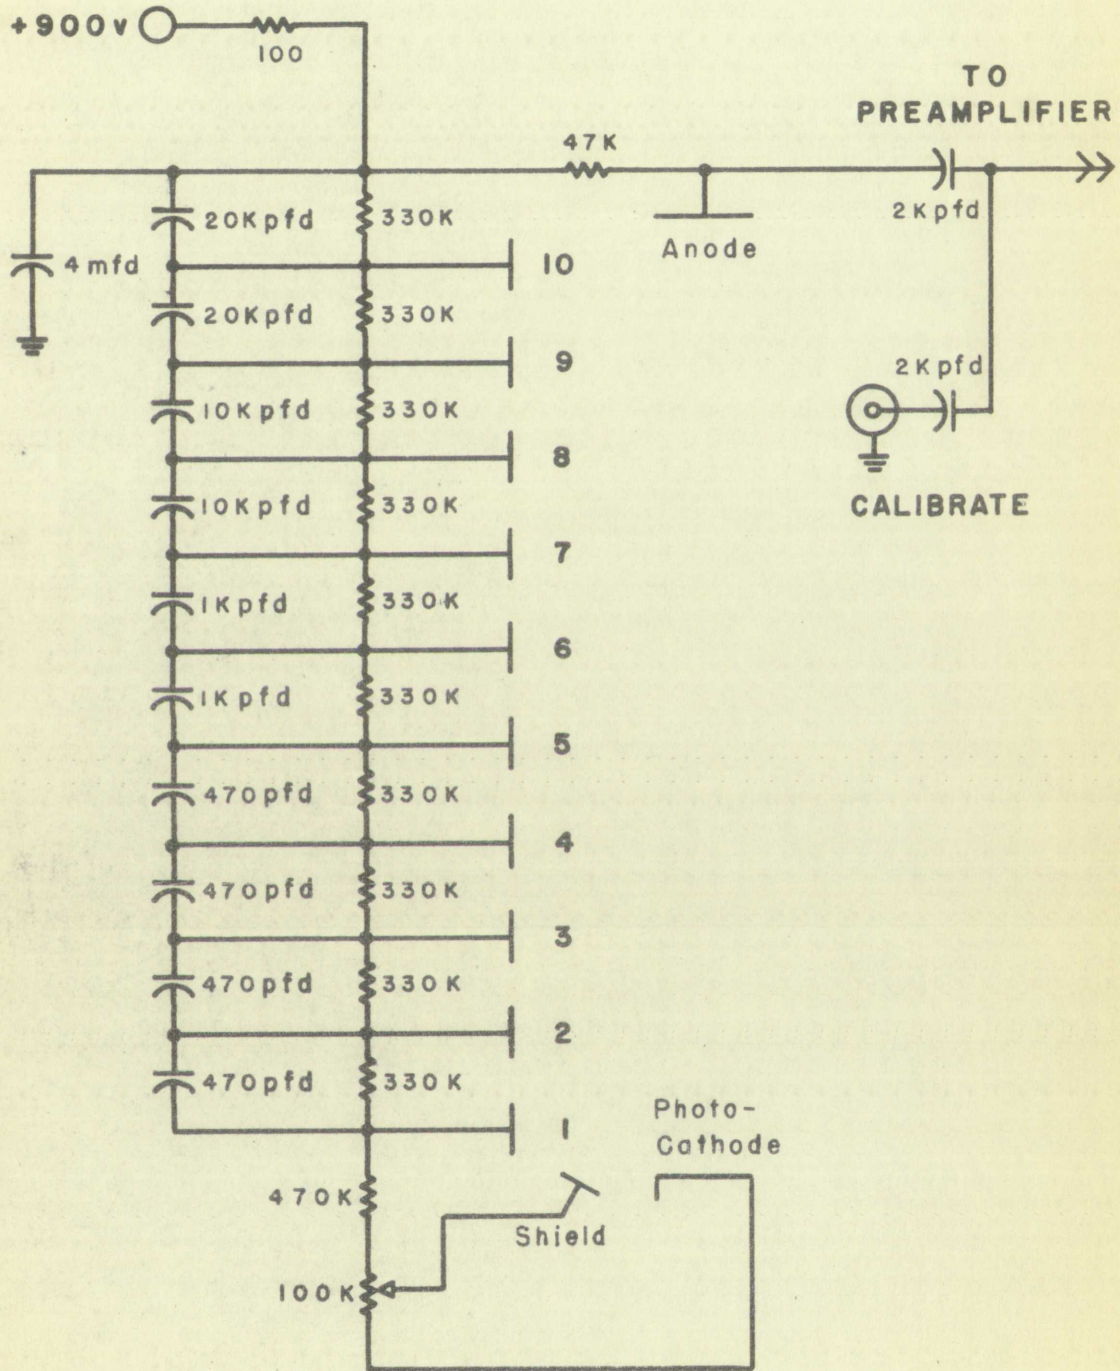 +900v
100
TO
PREAMPLIFIER
47K
2Kpfd
20Kpfd
330K
Anode
4mfd
10
20Kpfd
330K
9
2Kpfd
10Kpfd
330K
8
CALIBRATE
10Kpfd
330K
7
1Kpfd
330K
6
1Kpfd
330K
5
470pfd
330K
4
470pfd
330K
3
470pfd
330K
2
470pfd
330K
Photo-
Cathode
1
470K
Shield
100K